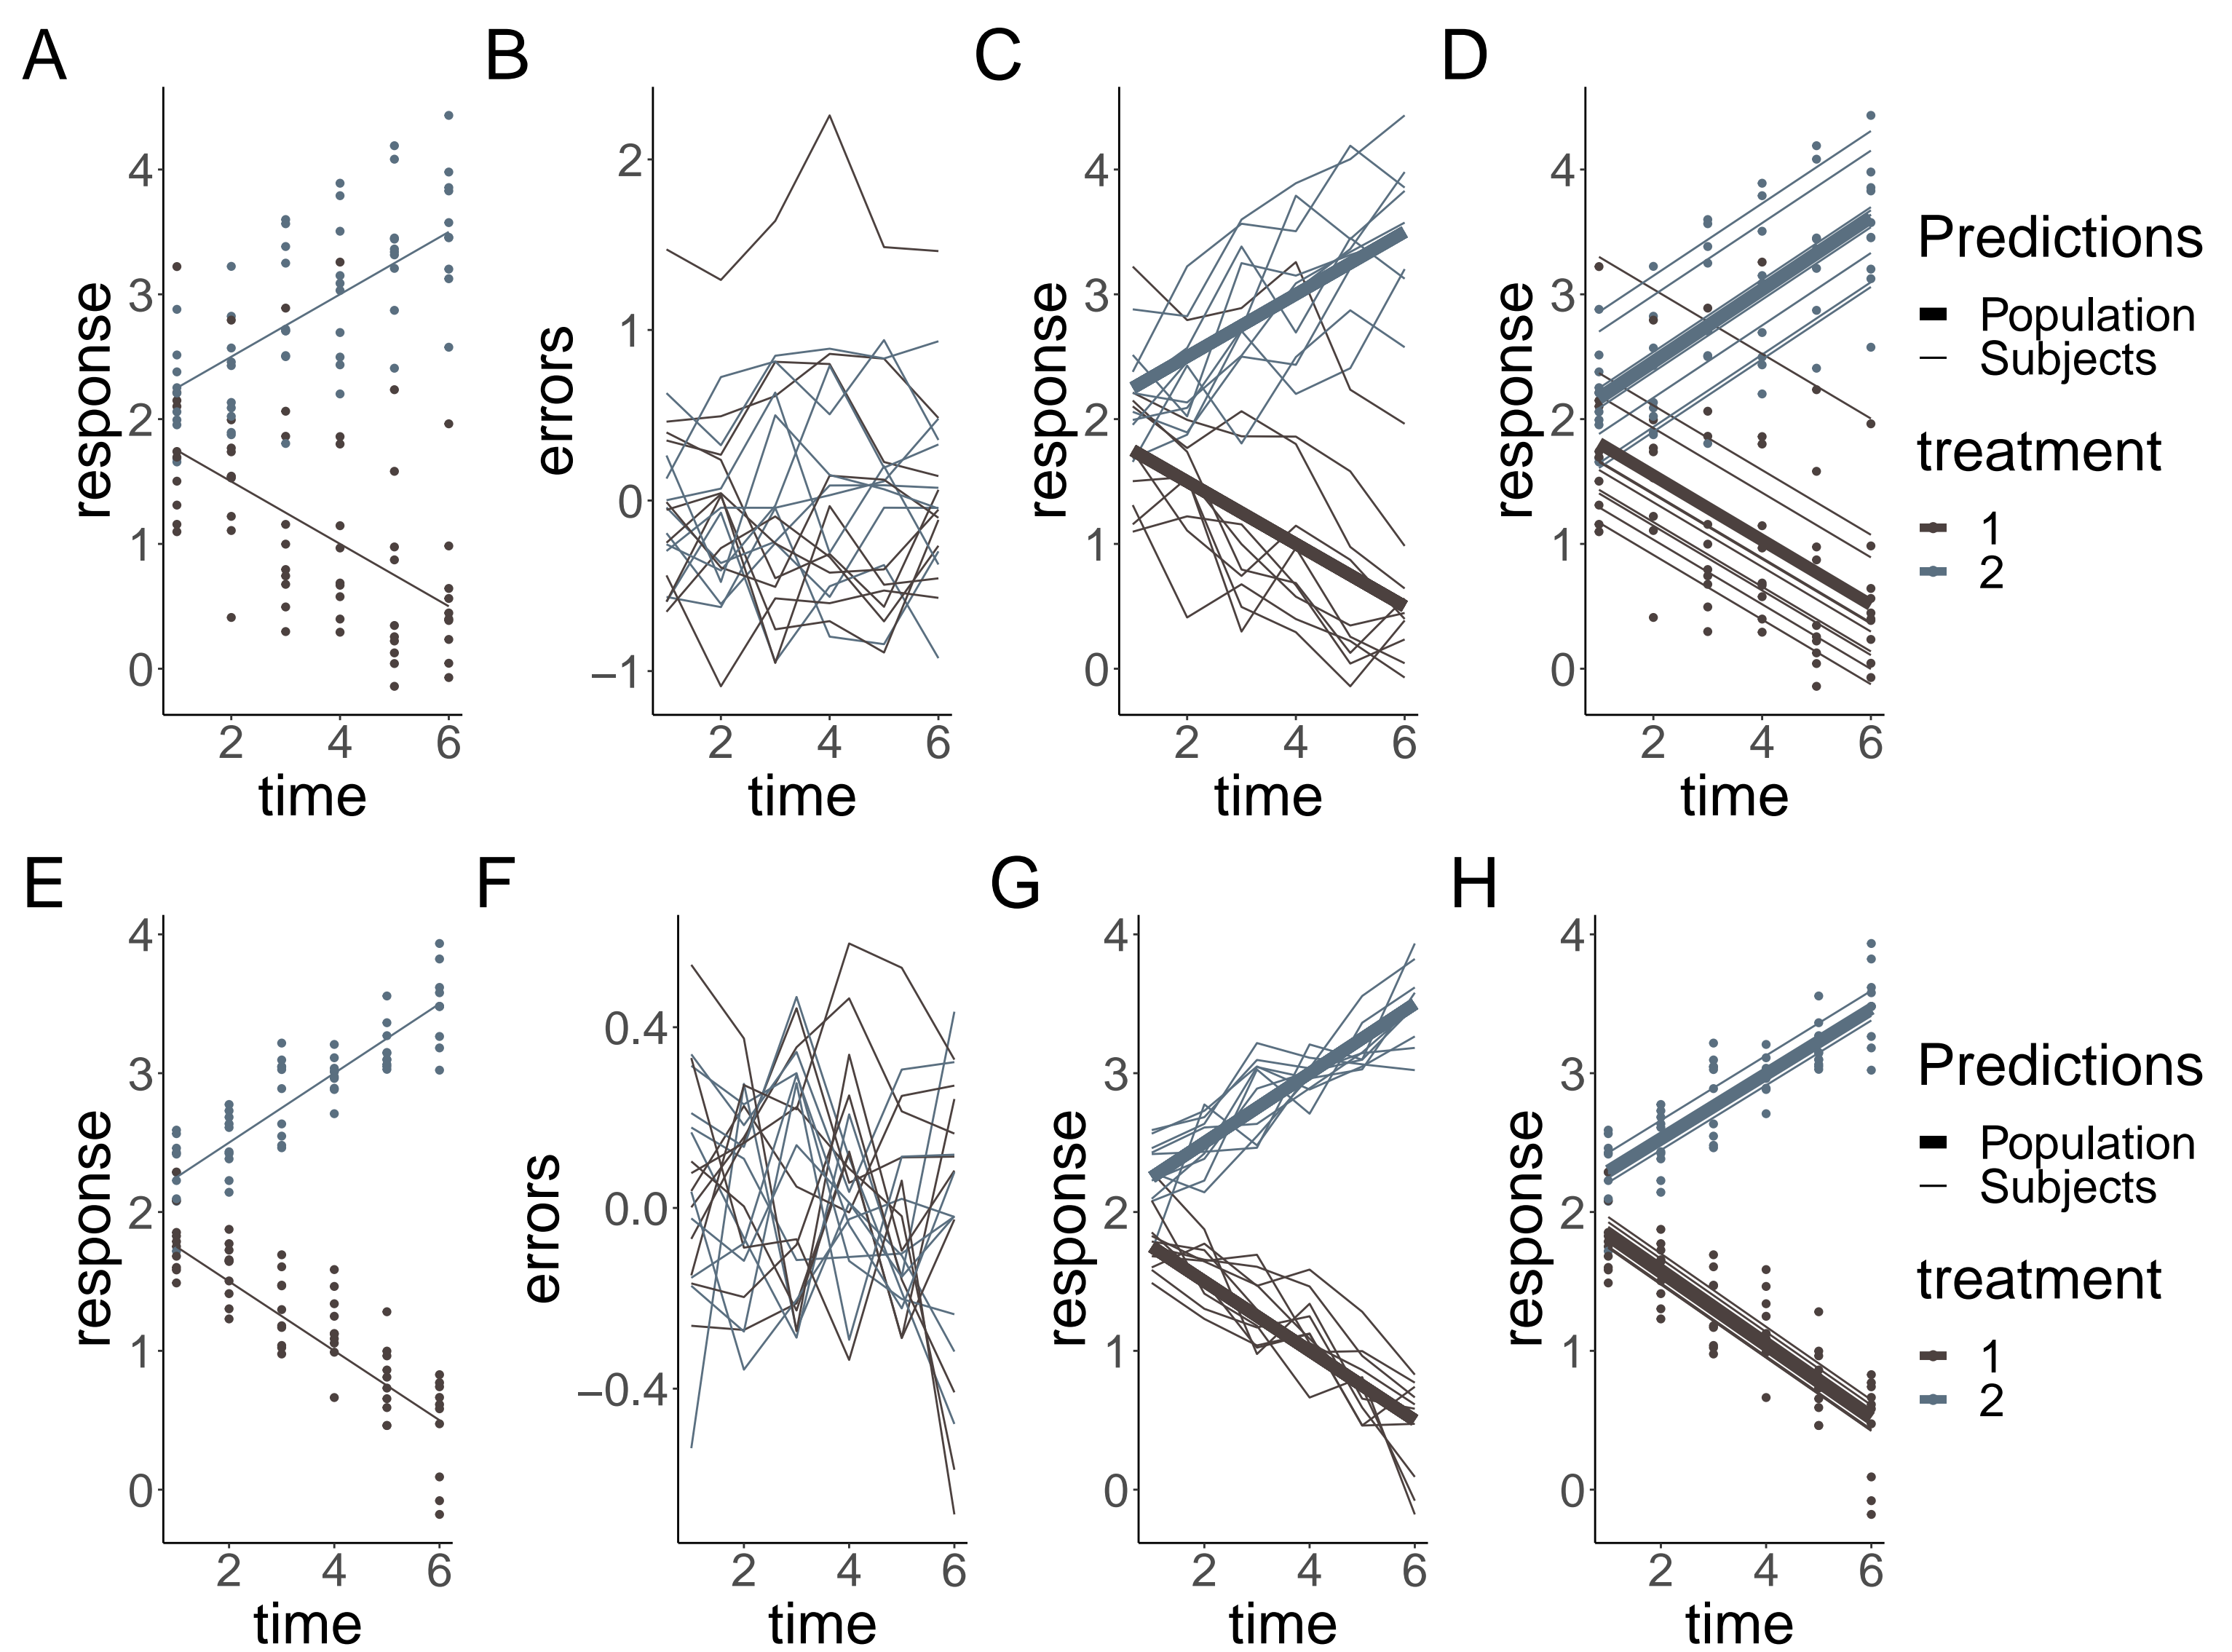 A B C D
response
4
3
2
1
0
2 4 6
time
errors
2
1
0
−1
2 4 6
time
response
4
3
2
1
0
2 4 6
time
response
4
3
2
1
0
2 4 6
time
Predictions
Population
Subjects
treatment
1
2
E F G H
response
4
3
2
1
0
2 4 6
time
errors
0.4
0.0
−0.4
2 4 6
time
response
4
3
2
1
0
2 4 6
time
response
4
3
2
1
0
2 4 6
time
Predictions
Population
Subjects
treatment
1
2